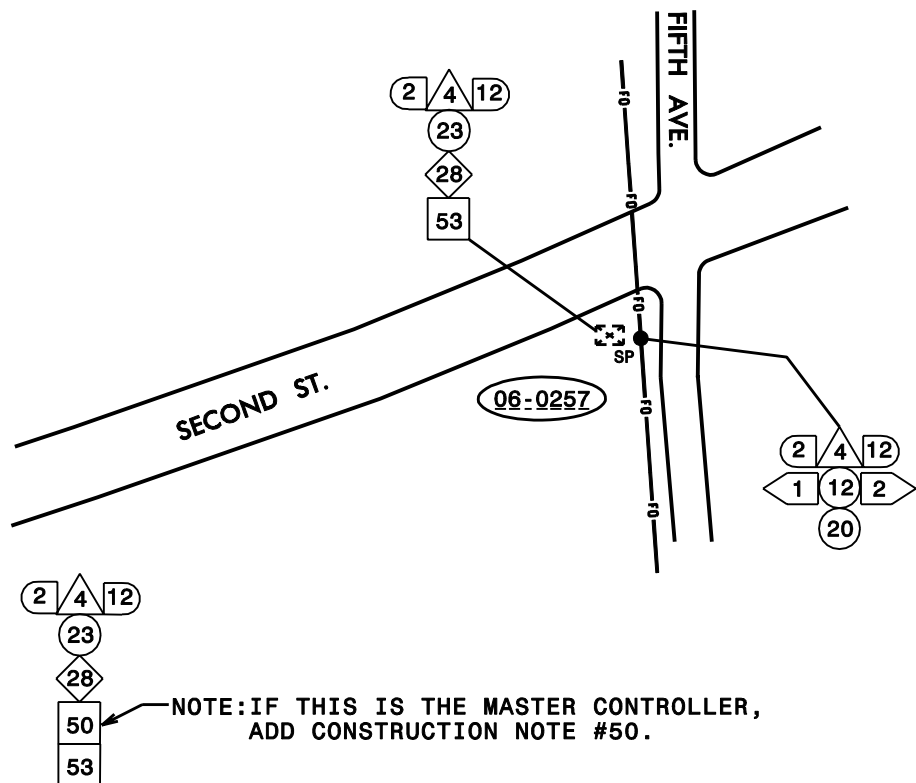 FIFTH AVE.
FO
2 4 12
23
28
53
FO
FO
SP
06-0257
FO
SECOND ST.
2 4 12
1 12 2
20
FO
2 4 12
23
28
50
53
NOTE:IF THIS IS THE MASTER CONTROLLER,
ADD CONSTRUCTION NOTE #50.